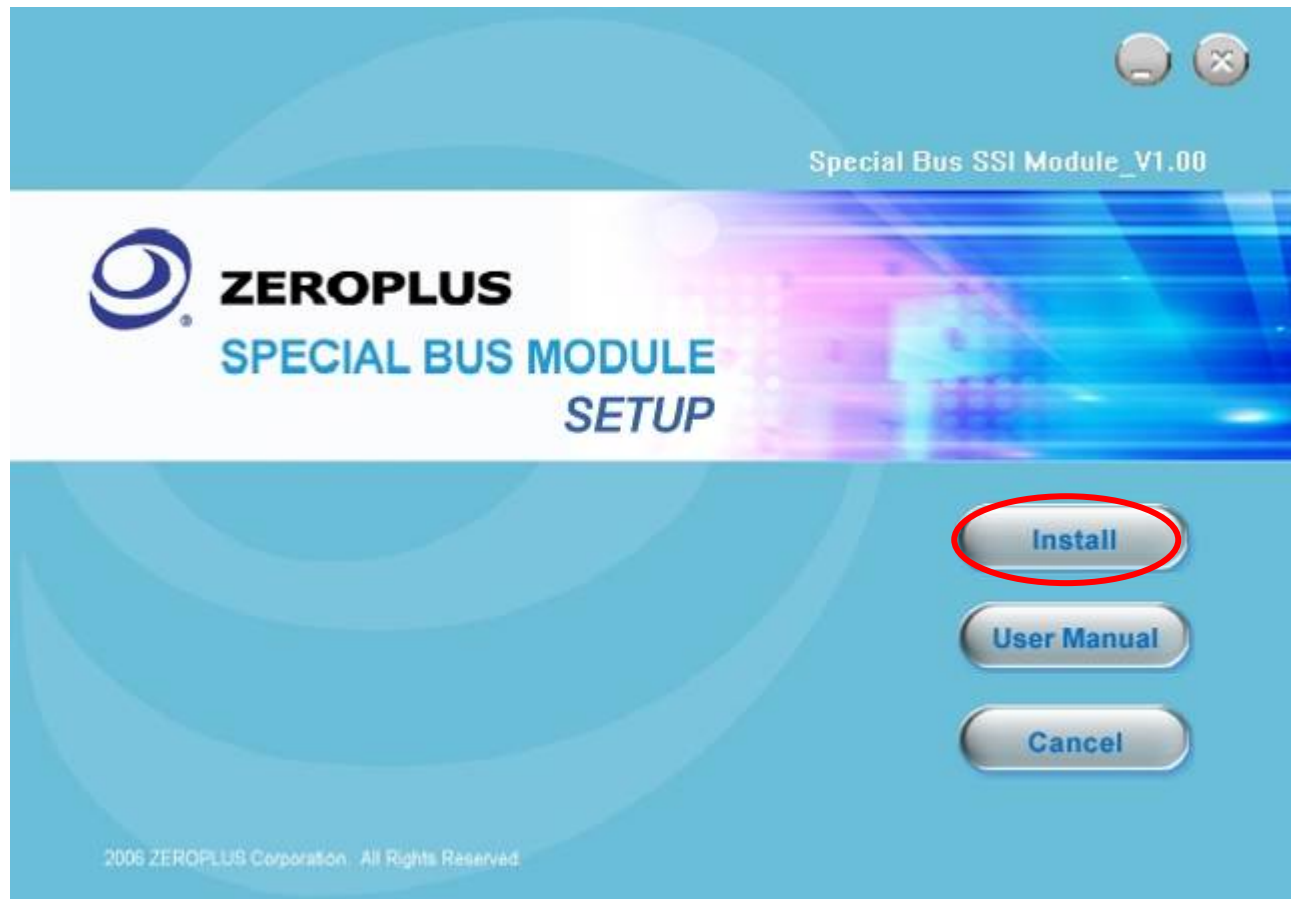 Special Bus SSI Module_V1.00
ZEROPLUS
®
SPECIAL BUS MODULE
SETUP
Install
User Manual
Cancel
2006 ZEROPLUS Corporation. All Rights Reserved.